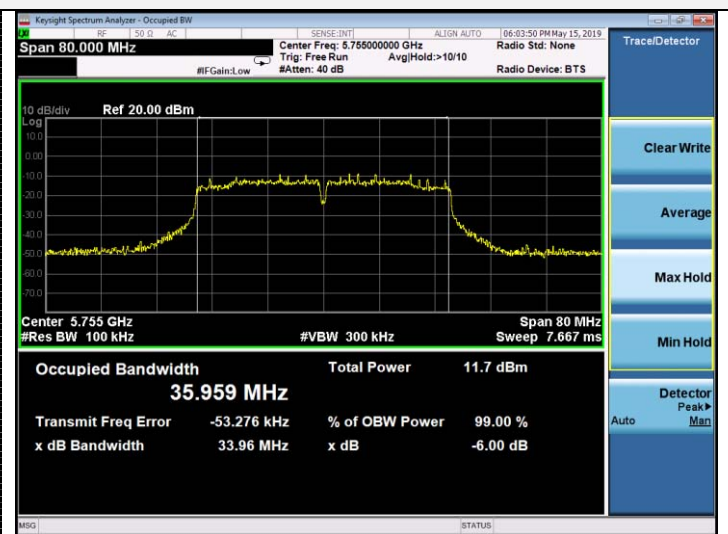 Keysight Spectrum Analyzer - Occupied BW
RF 50 Ω AC SENSE:INT ALIGN AUTO 06:03:50 PM May 15, 2019
Span 80.000 MHz Center Freq: 5.755000000 GHz Radio Std: None Trace/Detector
Trig: Free Run Avg|Hold:>10/10
#IFGain:Low #Atten: 40 dB Radio Device: BTS
10 dB/div Ref 20.00 dBm
Log
10.0
0.00
-10.0
-20.0
-30.0
-40.0
-50.0
-60.0
-70.0
Clear Write
Average
Max Hold
Min Hold
Center 5.755 GHz Span 80 MHz
#Res BW 100 kHz #VBW 300 kHz Sweep 7.667 ms
Occupied Bandwidth Total Power 11.7 dBm
35.959 MHz
Transmit Freq Error -53.276 kHz % of OBW Power 99.00 %
x dB Bandwidth 33.96 MHz x dB -6.00 dB
Detector
Peak▶
Auto Man
MSG STATUS